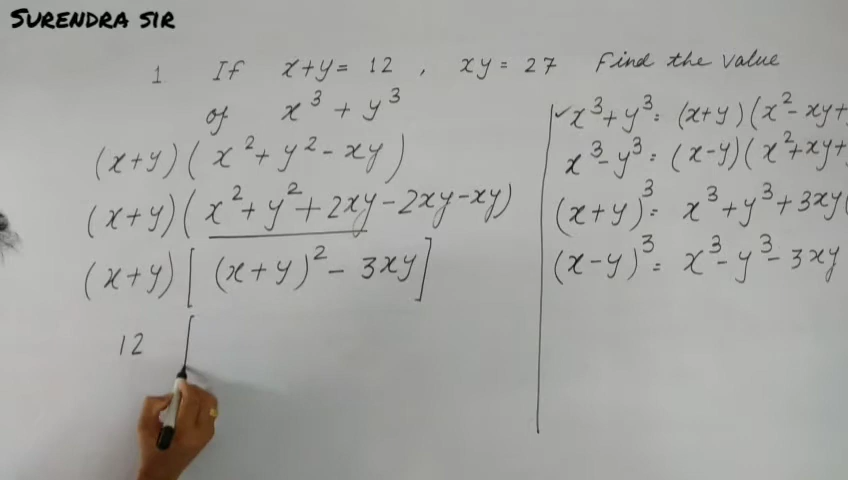 SURENDRA SIR
1 If x+y= 12 , xy = 27 Find the value
of x³ + y³
(x+y) ( x² + y² - xy )
(x+y) ( x² + y² + 2xy - 2xy - xy)
(x+y) [ (x+y)² - 3xy ]
12 [
✓ x³ + y³ = (x+y) (x² - xy +
x³ - y³ = (x-y) (x² + xy +
(x+y)³ = x³ + y³ + 3xy (
(x-y)³ = x³ - y³ - 3xy